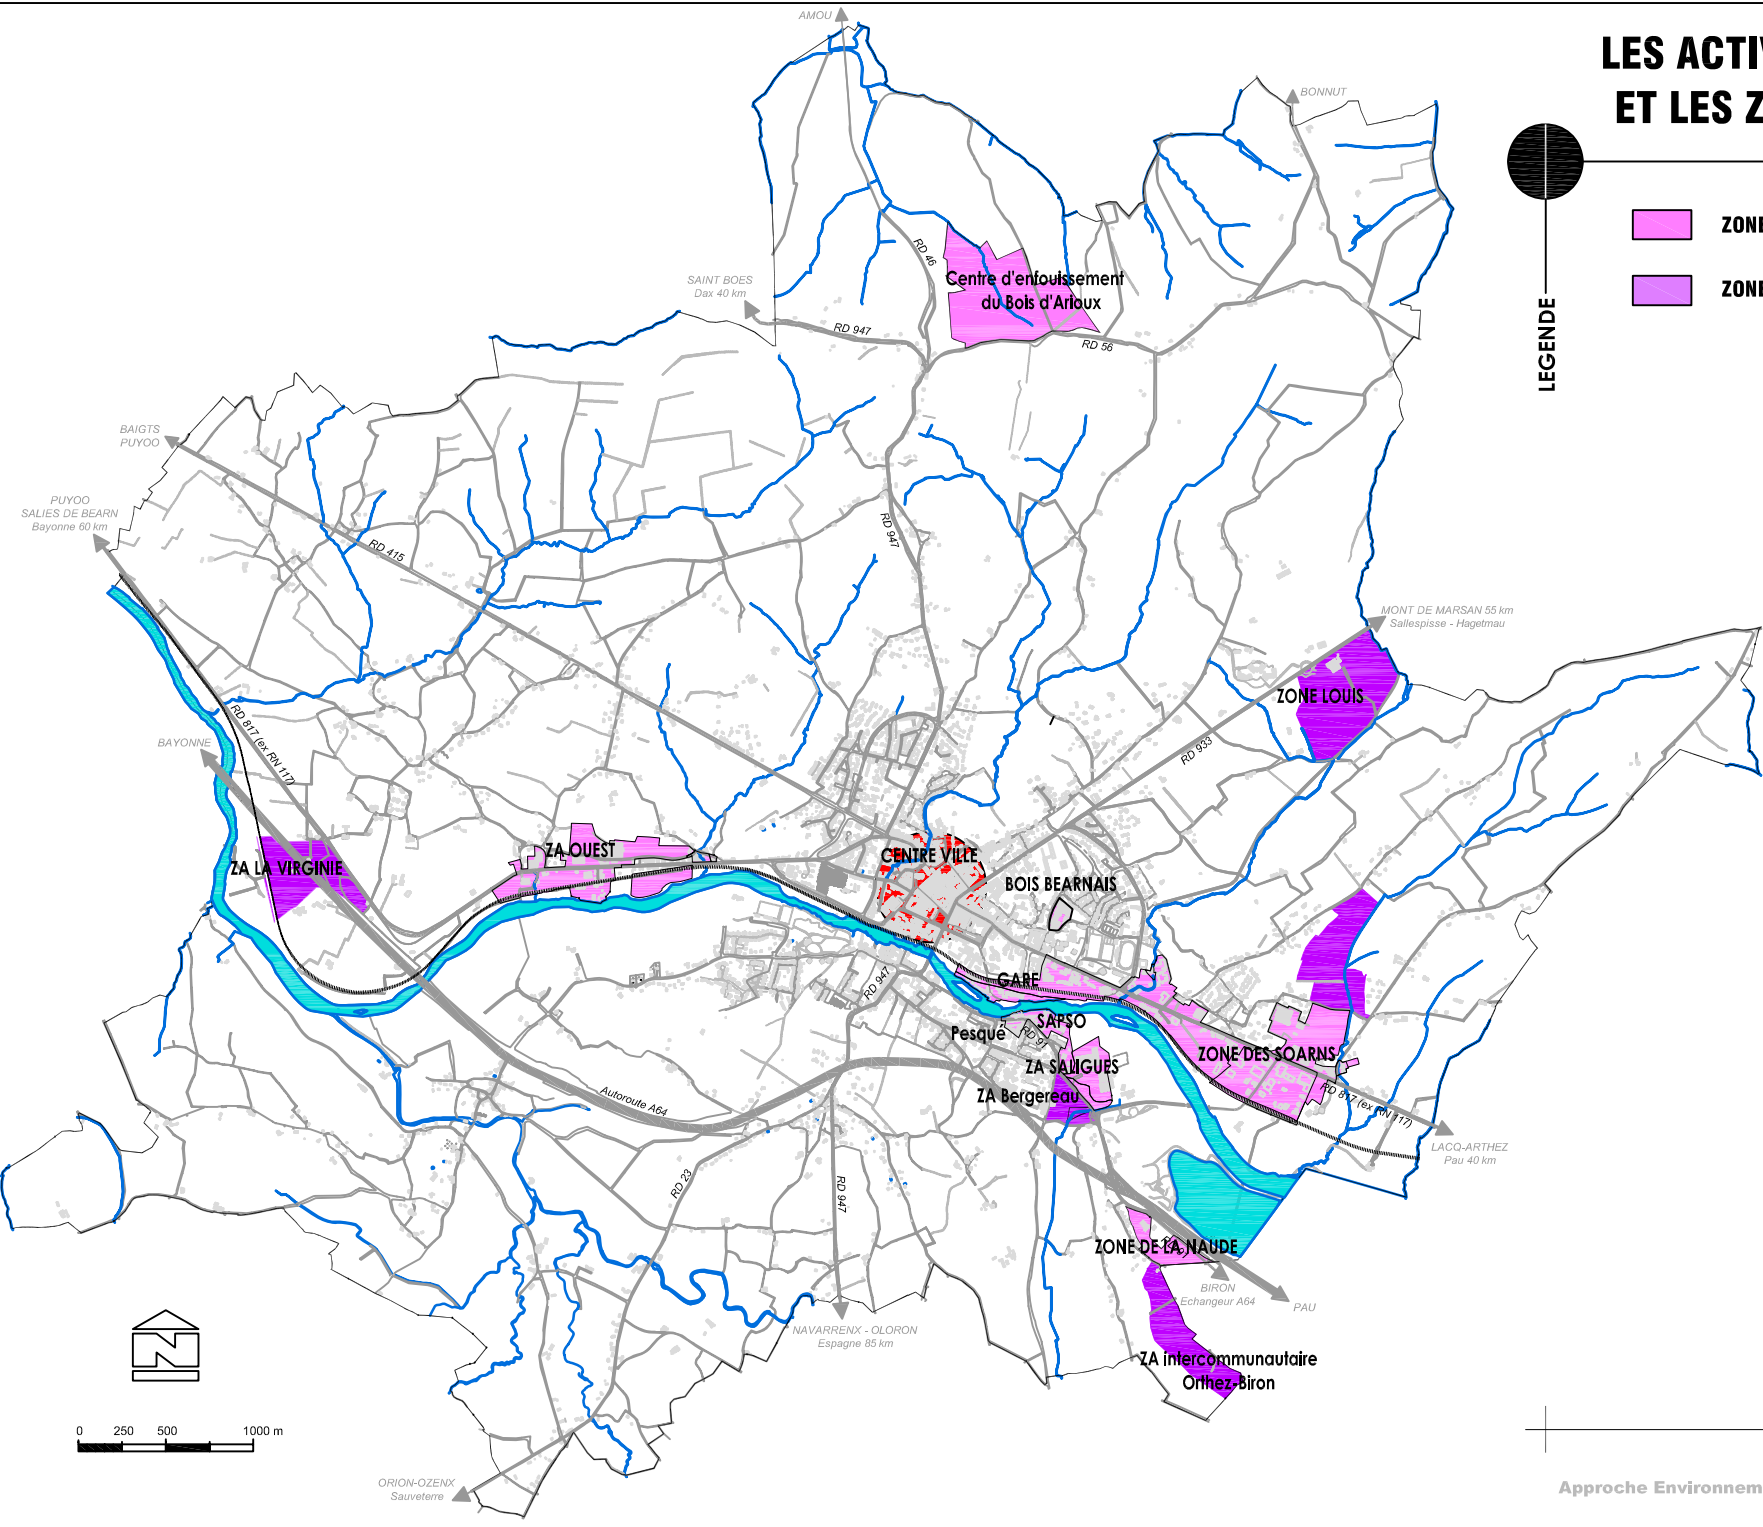 AMOU
LES ACTIV
ET LES Z
BONNUT
ZONE
ZONE
LEGENDE
RD 46
Centre d'enfouissement
du Bois d'Arioux
SAINT BOES
Dax 40 km
RD 947
RD 56
BAIGTS
PUYOO
PUYOO
SALIES DE BEARN
Bayonne 60 km
RD 415
RD 947
MONT DE MARSAN 55 km
Sallespisse - Hagetmau
ZONE LOUIS
RD 933
RD 817 (ex RN 117)
BAYONNE
ZA LA VIRGINIE
ZA OUEST
CENTRE VILLE
BOIS BEARNAIS
GARE
RD 947
SAPSO
Pesqué
ZA SALIGUES
ZA Bergereau
ZONE DES SOARNS
RD 817 (ex RN 117)
LACQ-ARTHEZ
Pau 40 km
Autoroute A64
RD 23
RD 947
ZONE DE LA NAUDE
BIRON
Echangeur A64
PAU
NAVARRENX - OLORON
Espagne 85 km
ZA intercommunautaire
Orthez-Biron
N
0 250 500 1000 m
ORION-OZENX
Sauveterre
Approche Environnem